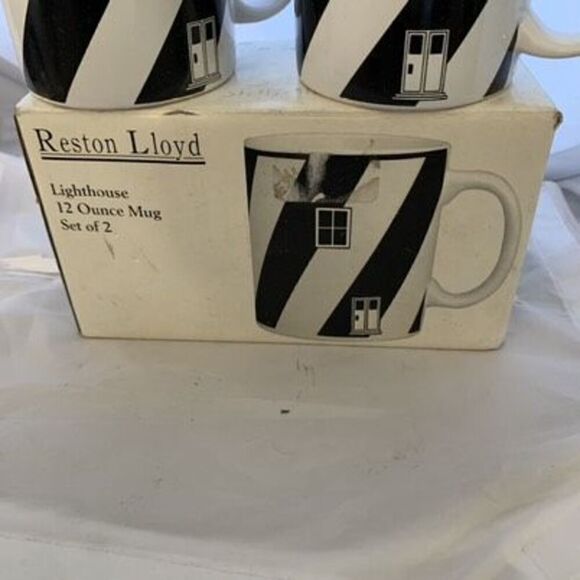 Reston Lloyd
Lighthouse
12 Ounce Mug
Set of 2